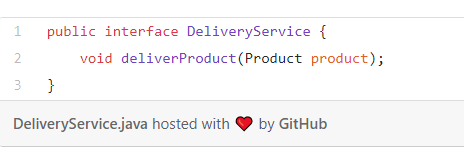 1 public interface DeliveryService {
2 void deliverProduct(Product product);
3 }
DeliveryService.java hosted with ❤ by GitHub